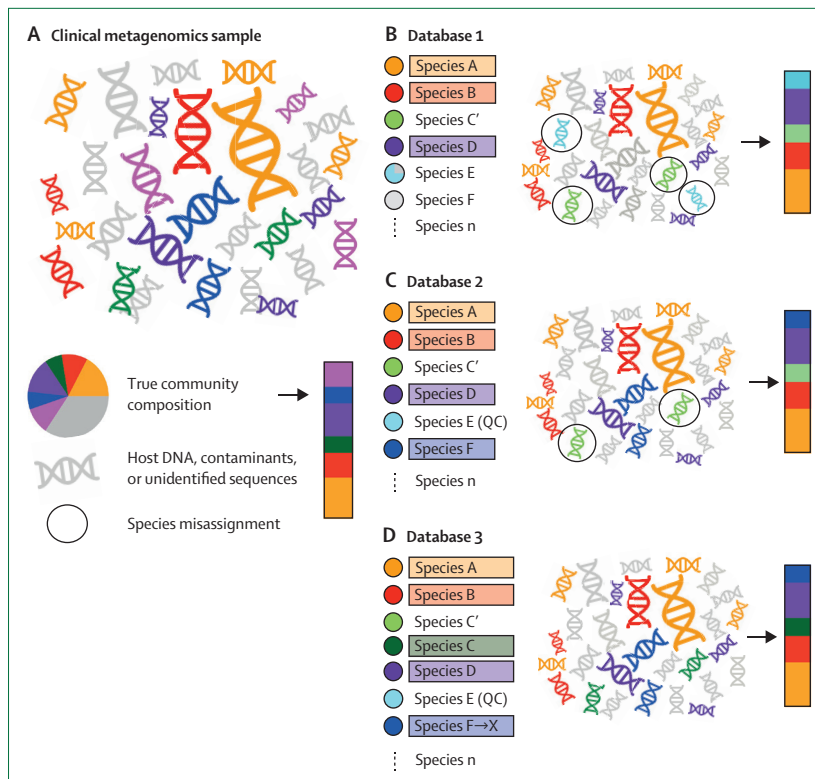 A Clinical metagenomics sample
True community
composition
Host DNA, contaminants,
or unidentified sequences
Species misassignment
B Database 1
Species A
Species B
Species C'
Species D
Species E
Species F
Species n
C Database 2
Species A
Species B
Species C'
Species D
Species E (QC)
Species F
Species n
D Database 3
Species A
Species B
Species C'
Species C
Species D
Species E (QC)
Species F→X
Species n